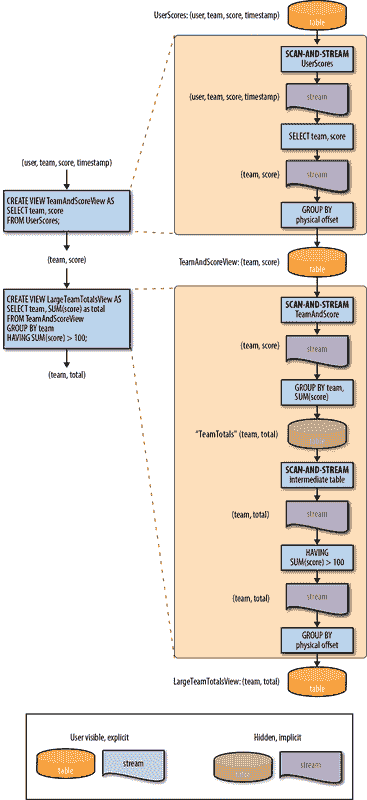 UserScores: (user, team, score, timestamp)
table
SCAN-AND-STREAM
UserScores
(user, team, score, timestamp)
stream
SELECT team, score
stream
(team, score)
GROUP BY
physical offset
(user, team, score, timestamp)
CREATE VIEW TeamAndScoreView AS
SELECT team, score
FROM UserScores;
(team, score)
TeamAndScoreView: (team, score)
table
CREATE VIEW LargeTeamTotalsView AS
SELECT team, SUM(score) as total
FROM TeamAndScoreView
GROUP BY team
HAVING SUM(score) > 100;
(team, total)
SCAN-AND-STREAM
TeamAndScore
(team, score)
stream
GROUP BY team,
SUM(score)
"TeamTotals" (team, total)
SCAN-AND-STREAM
intermediate table
(team, total)
stream
HAVING
SUM(score) > 100
(team, total)
stream
GROUP BY
physical offset
LargeTeamTotalsView: (team, total)
table
User visible, explicit
table
stream
Hidden, implicit
table
stream